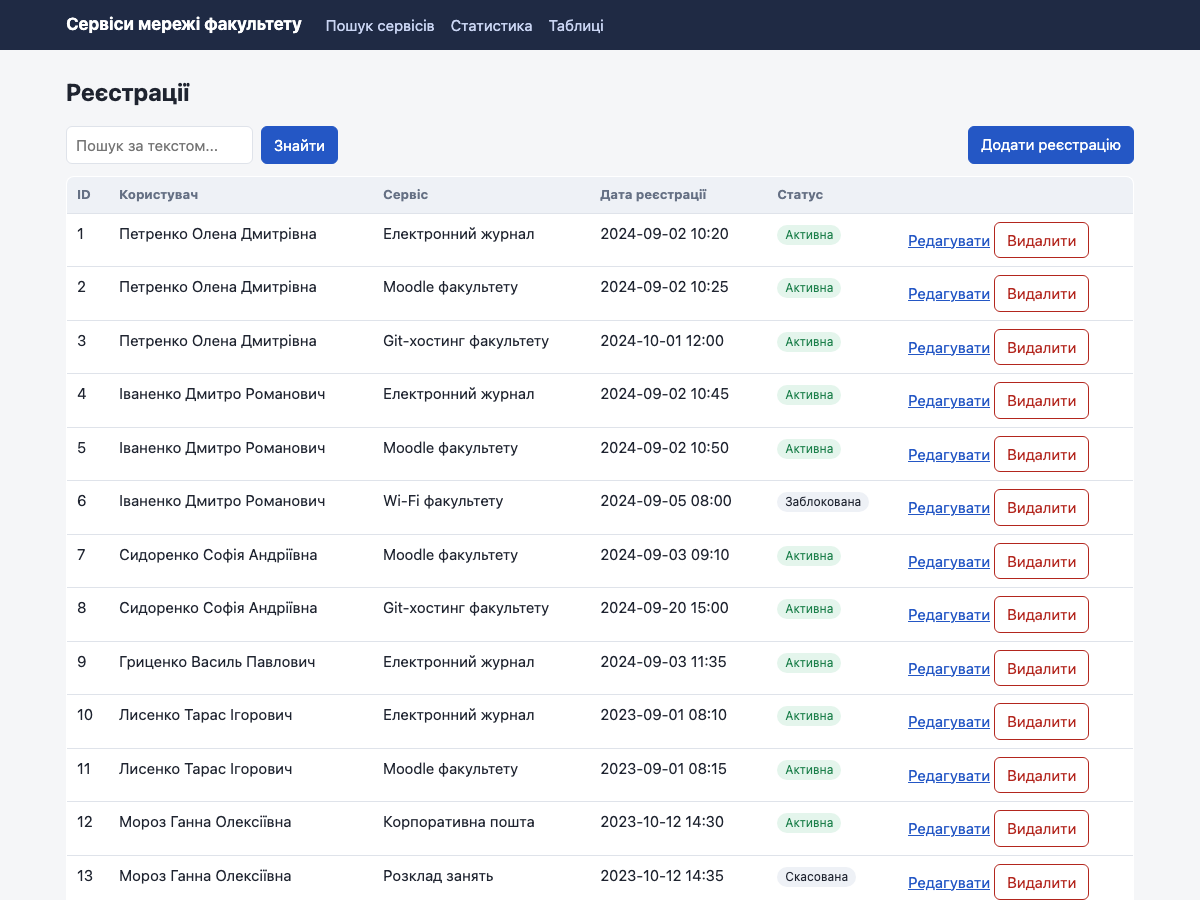 Сервіси мережі факультету Пошук сервісів Статистика Таблиці
Реєстрації
Пошук за текстом... Знайти Додати реєстрацію
ID Користувач Сервіс Дата реєстрації Статус
1 Петренко Олена Дмитрівна Електронний журнал 2024-09-02 10:20 Активна Редагувати Видалити
2 Петренко Олена Дмитрівна Moodle факультету 2024-09-02 10:25 Активна Редагувати Видалити
3 Петренко Олена Дмитрівна Git-хостинг факультету 2024-10-01 12:00 Активна Редагувати Видалити
4 Іваненко Дмитро Романович Електронний журнал 2024-09-02 10:45 Активна Редагувати Видалити
5 Іваненко Дмитро Романович Moodle факультету 2024-09-02 10:50 Активна Редагувати Видалити
6 Іваненко Дмитро Романович Wi-Fi факультету 2024-09-05 08:00 Заблокована Редагувати Видалити
7 Сидоренко Софія Андріївна Moodle факультету 2024-09-03 09:10 Активна Редагувати Видалити
8 Сидоренко Софія Андріївна Git-хостинг факультету 2024-09-20 15:00 Активна Редагувати Видалити
9 Гриценко Василь Павлович Електронний журнал 2024-09-03 11:35 Активна Редагувати Видалити
10 Лисенко Тарас Ігорович Електронний журнал 2023-09-01 08:10 Активна Редагувати Видалити
11 Лисенко Тарас Ігорович Moodle факультету 2023-09-01 08:15 Активна Редагувати Видалити
12 Мороз Ганна Олексіївна Корпоративна пошта 2023-10-12 14:30 Активна Редагувати Видалити
13 Мороз Ганна Олексіївна Розклад занять 2023-10-12 14:35 Скасована Редагувати Видалити